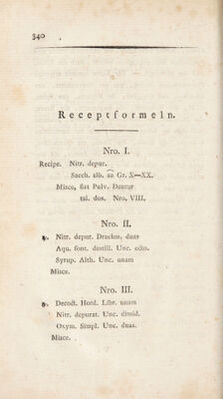 340
Receptformeln.
Nro. I.
Recipe. Nitr. depur.
Sacch. alb. aa Gr. X—XX.
Misce, fiat Pulv. Dentur
tal. dos. Nro. VIII.
Nro. II.
℞. Nitr. depur. Drachm. duas
Aqu. font. destill. Unc. octo.
Syrup. Alth. Unc. unam
Misce.
Nro. III.
℞. Decoct. Hord. Libr. unam
Nitr. depurat. Unc. dimid.
Oxym. Simpl. Unc. duas.
Misce.